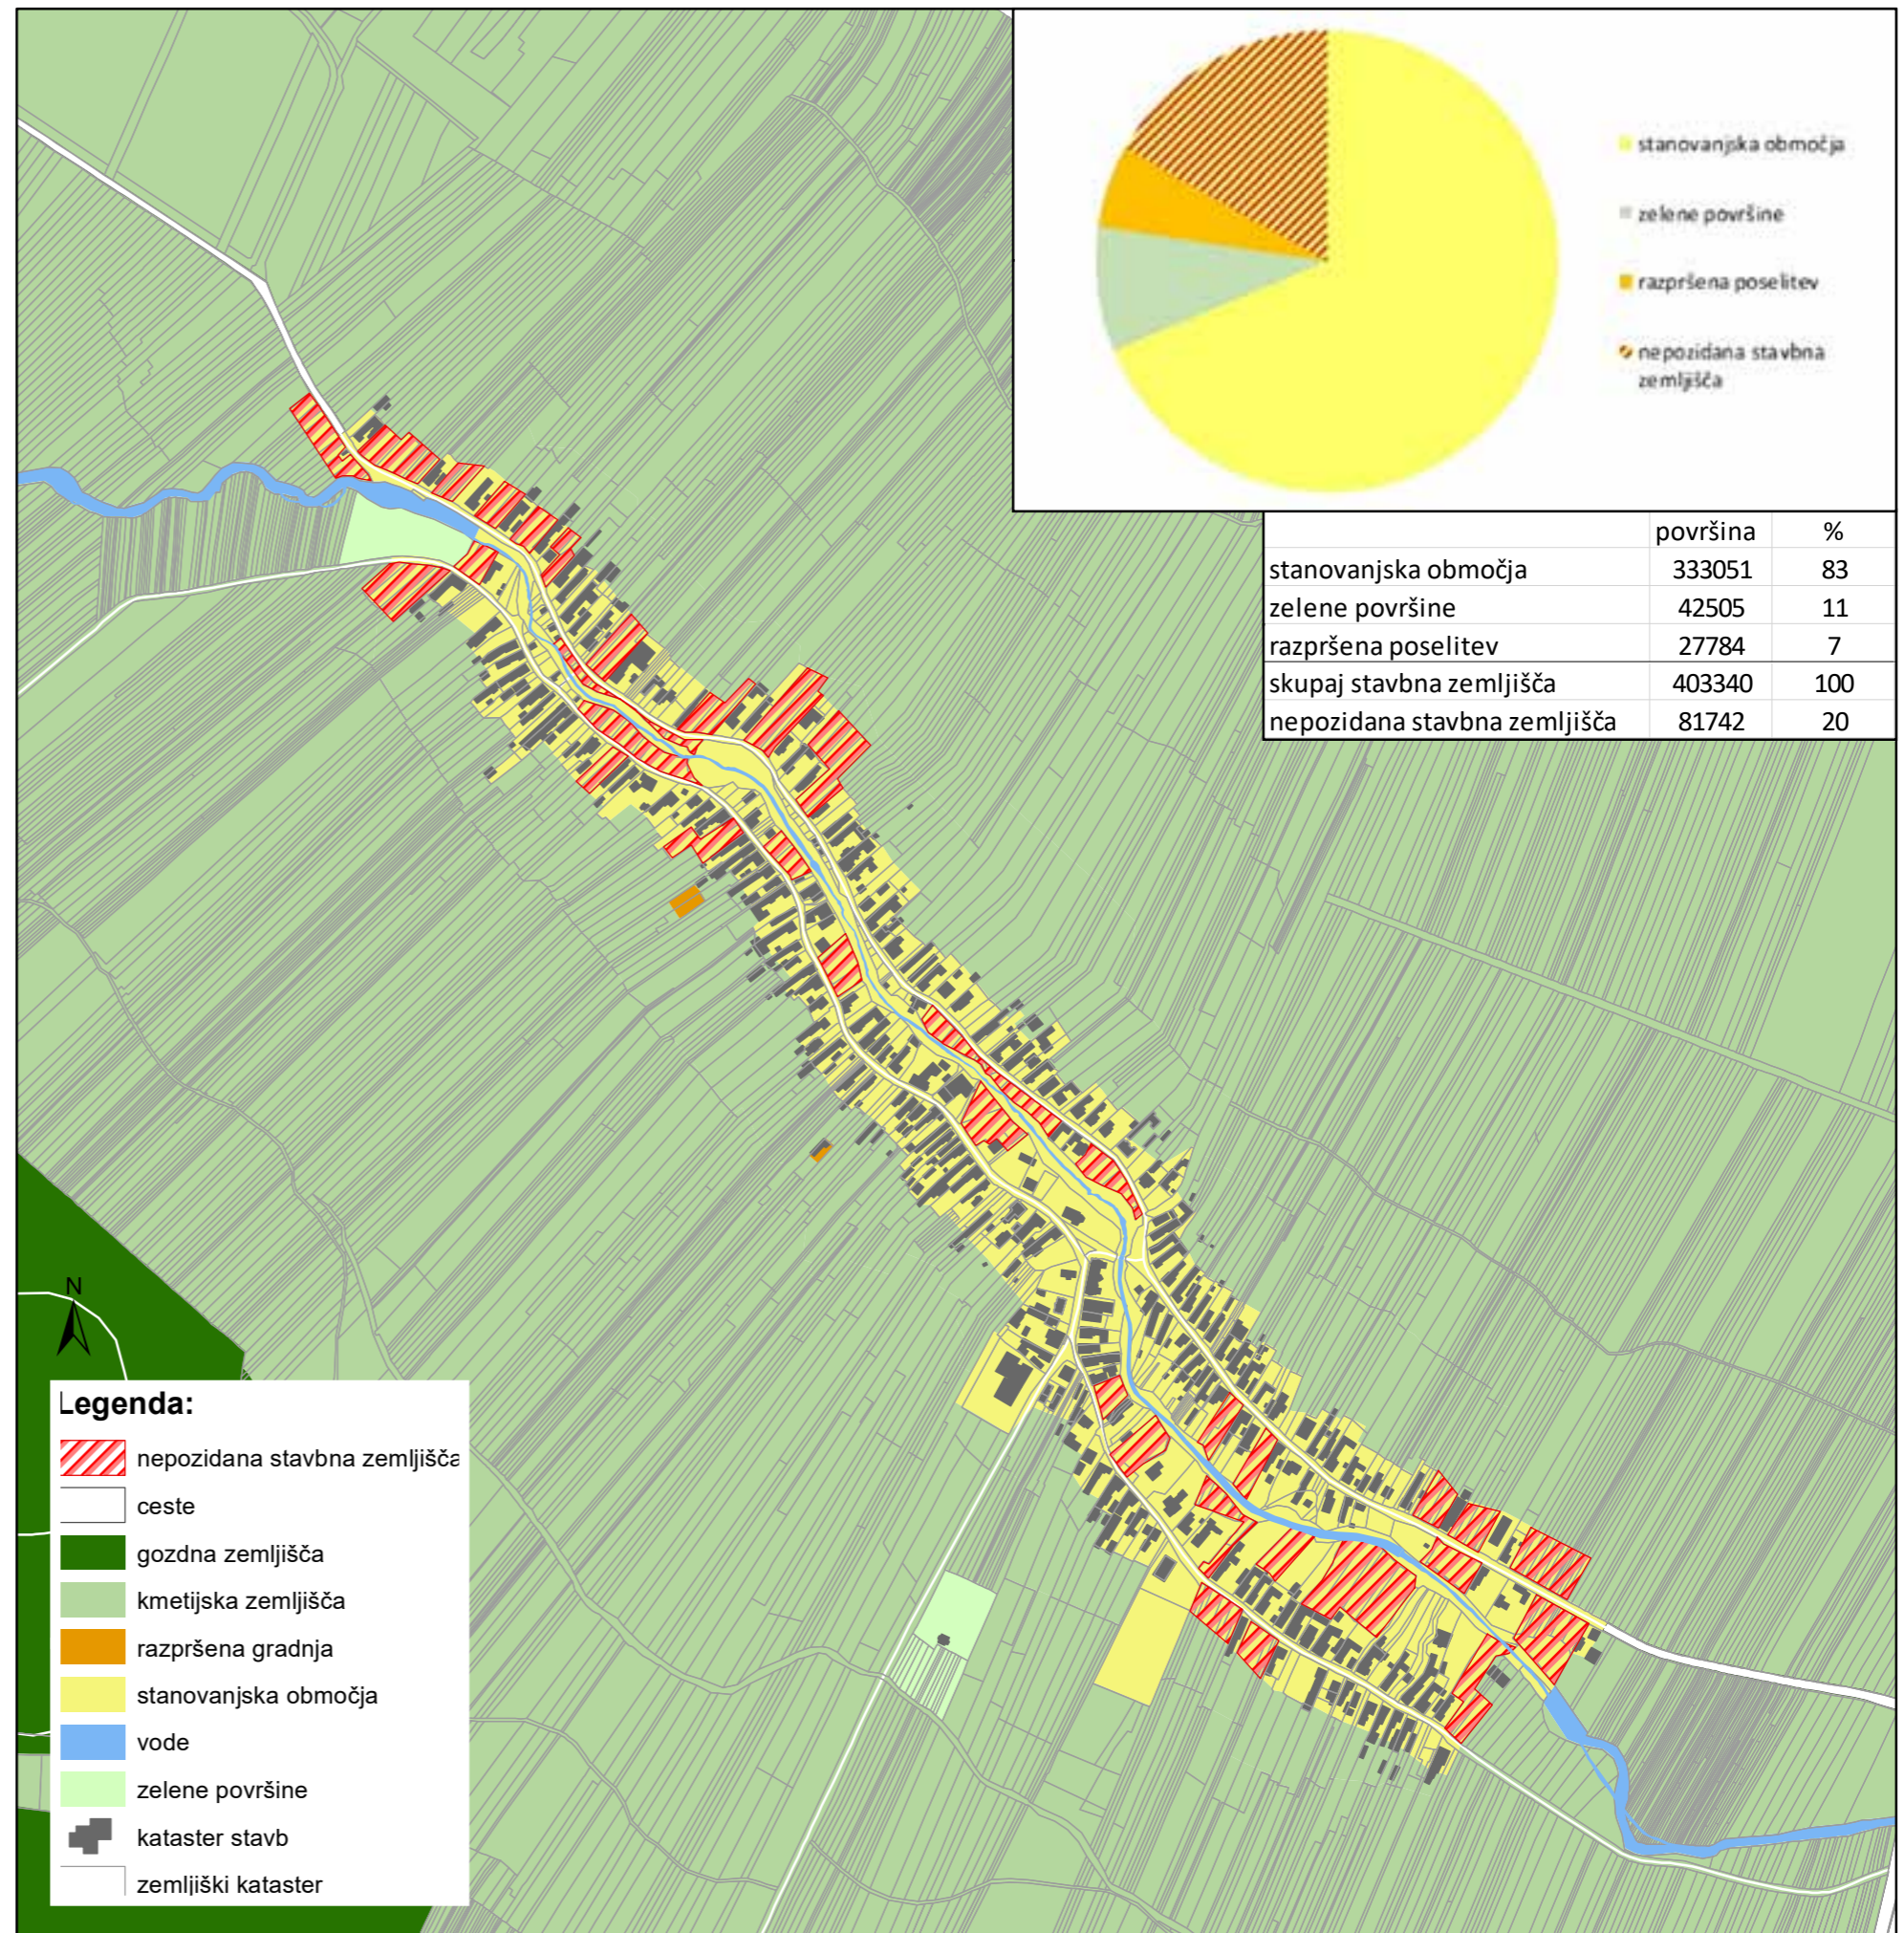 stanovanjska območja
zelene površine
razpršena poselitev
nepozidana stavbna
zemljišča
površina %
stanovanjska območja 333051 83
zelene površine 42505 11
razpršena poselitev 27784 7
skupaj stavbna zemljišča 403340 100
nepozidana stavbna zemljišča 81742 20
N
Legenda:
nepozidana stavbna zemljišča
ceste
gozdna zemljišča
kmetijska zemljišča
razpršena gradnja
stanovanjska območja
vode
zelene površine
kataster stavb
zemljiški kataster